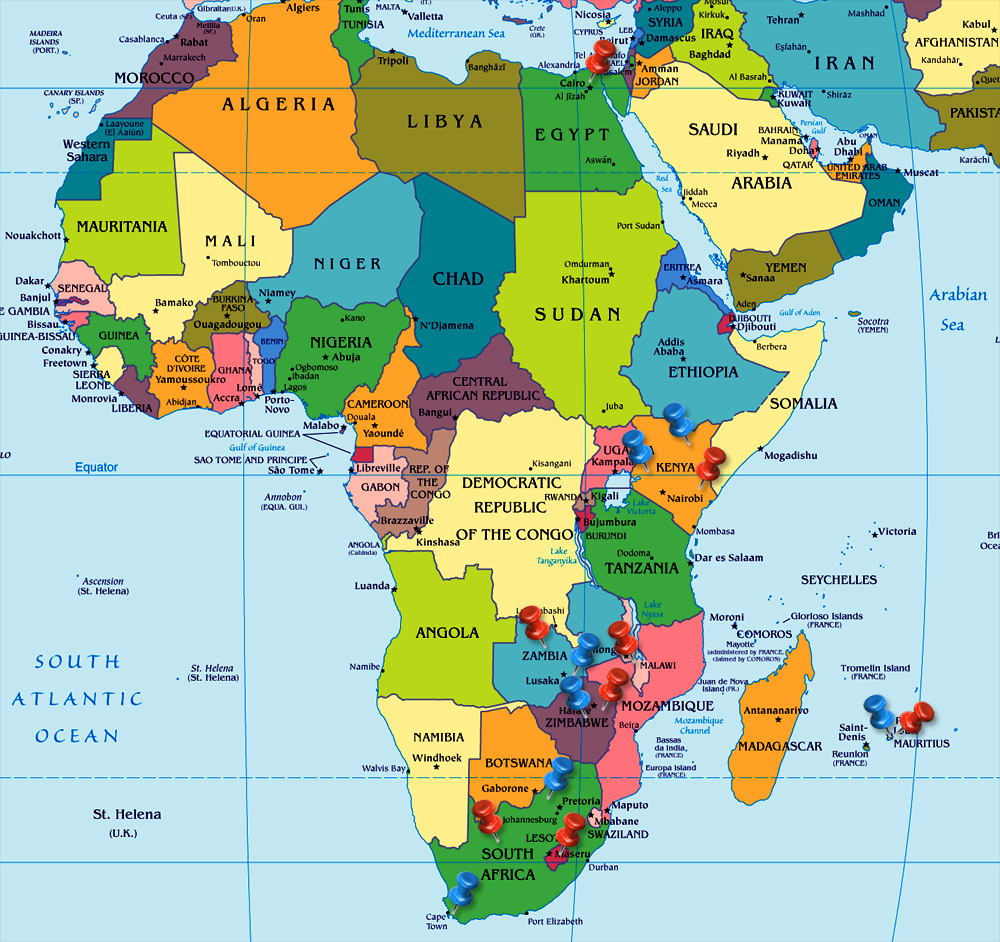 MADEIRA
ISLANDS
(PORT.)
Ceuta (SP.)
Gibraltar(U.K.)
Melilla
(SP.)
Oran
Algiers
Tunis
TUNISIA
MALTA
(IT.)
Valletta
Crete
(GR.)
Nicosia
CYPRUS
Aleppo
SYRIA
Mosul
Kirkuk
Tehran
Mashhad
Kabul
Casablanca
Rabat
Marrakech
MOROCCO
Mediterranean Sea
Tripoli
Banghāzī
Alexandria
Tel
LEB.
Beirut
Damascus
IRAQ
Baghdad
Eşfahān
IRAN
AFGHANISTAN
Kandahār
Cairo
Al Jīzah
Amman
JORDAN
Al Basrah
Shīrāz
CANARY ISLANDS
(SP.)
KUWAIT
Kuwait
PAKISTA
Laayoune
(El Aaiún)
Western
Sahara
ALGERIA
LIBYA
EGYPT
Aswān
SAUDI
ARABIA
Riyadh
Persian
Gulf
BAHRAIN
Manama
Doha
QATAR
Abu
Dhabi
OMAN
UNITED ARAB
EMIRATES
Muscat
Karāchi
Red
Sea
Jiddah
Mecca
OMAN
Nouakchott
MAURITANIA
MALI
Tombouctou
NIGER
CHAD
Port Sudan
Omdurman
Khartoum
SUDAN
ERITREA
Asmara
YEMEN
Sanaa
Aden
Gulf of Aden
Socotra
(YEMEN)
Arabian
Sea
Dakar
SENEGAL
Banjul
E GAMBIA
Bissau
GUINEA-BISSAU
Bamako
BURKINA
FASO
Ouagadougou
Niamey
Kano
N'Djamena
DJIBOUTI
Djibouti
Berbera
GUINEA
Conakry
Freetown
SIERRA
LEONE
Monrovia
LIBERIA
CÔTE
D'IVOIRE
Yamoussoukro
Abidjan
GHANA
Accra
TOGO
Lomé
BENIN
Porto-
Novo
NIGERIA
Abuja
Ogbomoso
Ibadan
Lagos
CENTRAL
AFRICAN REPUBLIC
Bangui
Addis
Ababa
ETHIOPIA
SOMALIA
Mogadishu
Juba
CAMEROON
Douala
Yaoundé
Malabo
EQUATORIAL GUINEA
Gulf of Guinea
SAO TOME AND PRINCIPE
São Tome
Libreville
GABON
REP. OF
THE
CONGO
Brazzaville
Kinshasa
Equator
Annobon
(EQUA. GUI.)
ANGOLA
(Cabinda)
Kisangani
DEMOCRATIC
REPUBLIC
OF THE CONGO
Kampala
KENYA
Nairobi
RWANDA
Kigali
Lake
Victoria
Bujumbura
BURUNDI
Mombasa
Lake
Tanganyika
Dodoma
TANZANIA
Dar es Salaam
Victoria
SEYCHELLES
Ascension
(St. Helena)
Luanda
ANGOLA
Lake
Nyasa
Moroni
COMOROS
Mayotte
(administered by FRANCE,
claimed by COMOROS)
Glorioso Islands
(FRANCE)
SOUTH
ATLANTIC
OCEAN
St. Helena
(St. Helena)
Namibe
ZAMBIA
Lusaka
MALAWI
Juan de Nova
Island (FR.)
Tromelin Island
(FRANCE)
ZIMBABWE
MOZAMBIQUE
Beira
Mozambique
Channel
Antananarivo
MADAGASCAR
Saint-
Denis
Reunion
(FRANCE)
MAURITIUS
NAMIBIA
Windhoek
Walvis Bay
BOTSWANA
Gaborone
Bassas
da India
(FRANCE)
Europa Island
(FRANCE)
St. Helena
(U.K.)
Pretoria
Johannesburg
Maputo
Mbabane
SWAZILAND
Maseru
Durban
SOUTH
AFRICA
Cape
Town
Port Elizabeth